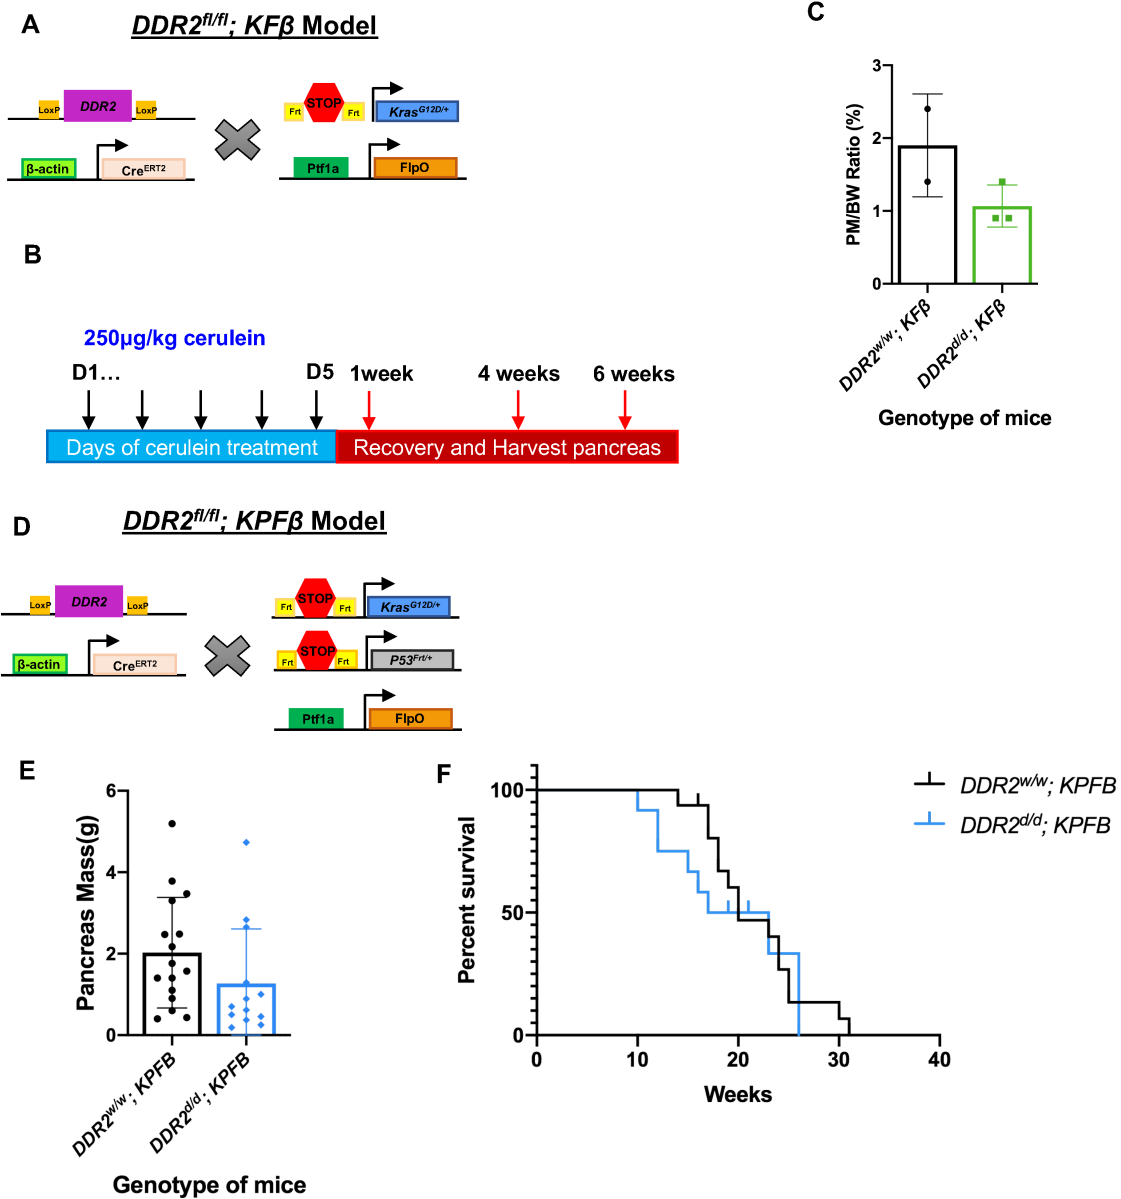 A
DDR2fl/fl; KFβ Model
LoxP DDR2 LoxP
Frt STOP Frt KrasG12D/+
β-actin CreERT2
Ptf1a FlpO
B
250µg/kg cerulein
D1... D5 1week 4 weeks 6 weeks
Days of cerulein treatment Recovery and Harvest pancreas
C
PM/BW Ratio (%)
3
2
1
0
DDR2w/w; KFβ
DDR2d/d; KFβ
Genotype of mice
D
DDR2fl/fl; KPFβ Model
LoxP DDR2 LoxP
Frt STOP Frt KrasG12D/+
β-actin CreERT2
Frt STOP Frt P53Frt/+
Ptf1a FlpO
E
Pancreas Mass(g)
6
4
2
0
DDR2w/w; KPFB
DDR2d/d; KPFB
Genotype of mice
F
Percent survival
100
50
0
0 10 20 30 40
Weeks
DDR2w/w; KPFB
DDR2d/d; KPFB